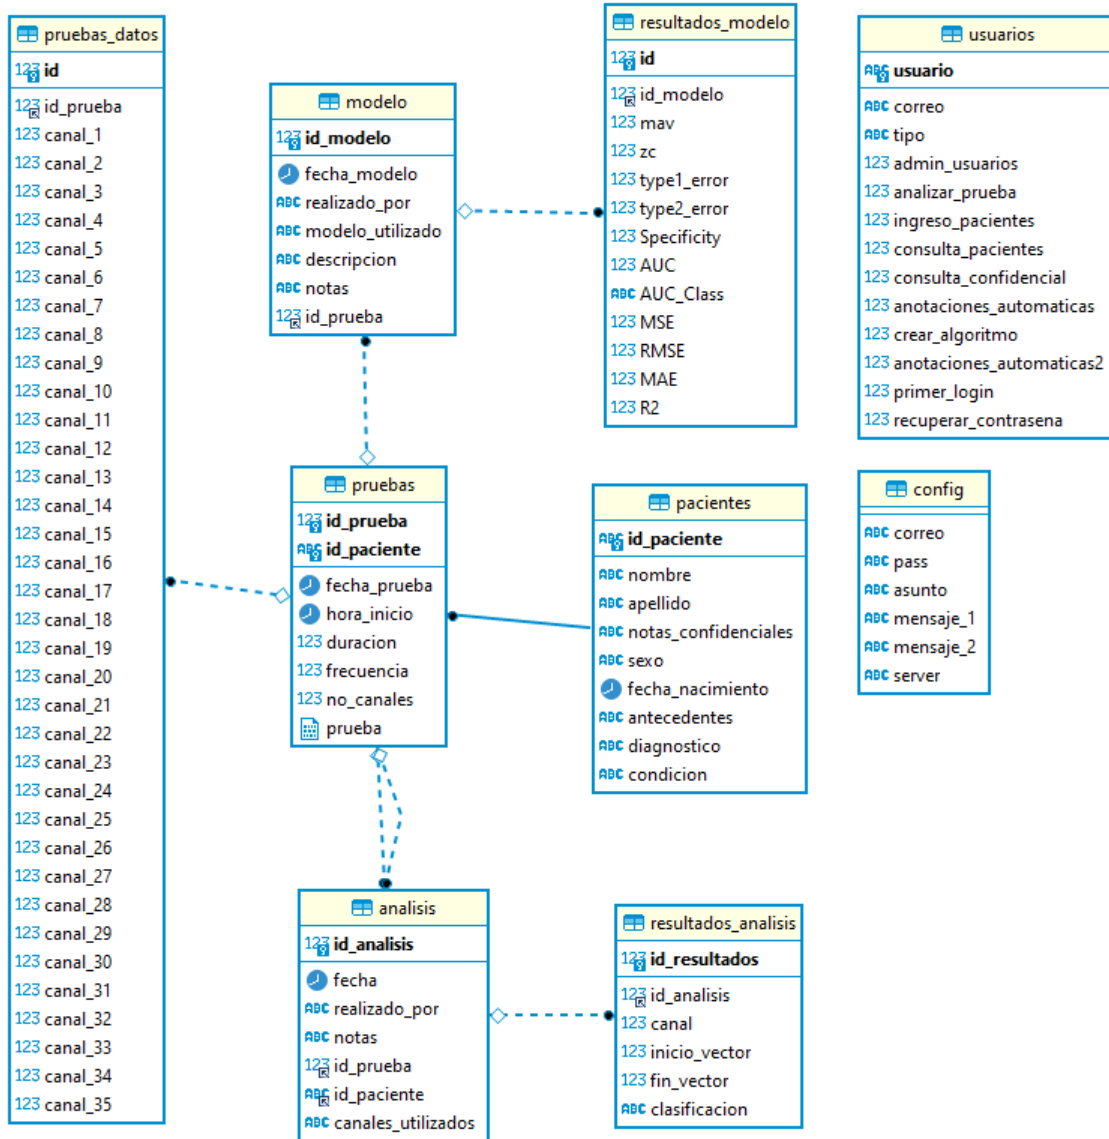 pruebas_datos
id
id_prueba
canal_1
canal_2
canal_3
canal_4
canal_5
canal_6
canal_7
canal_8
canal_9
canal_10
canal_11
canal_12
canal_13
canal_14
canal_15
canal_16
canal_17
canal_18
canal_19
canal_20
canal_21
canal_22
canal_23
canal_24
canal_25
canal_26
canal_27
canal_28
canal_29
canal_30
canal_31
canal_32
canal_33
canal_34
canal_35
modelo
id_modelo
fecha_modelo
realizado_por
modelo_utilizado
descripcion
notas
id_prueba
resultados_modelo
id
id_modelo
mav
zc
type1_error
type2_error
Specificity
AUC
AUC_Class
MSE
RMSE
MAE
R2
usuarios
usuario
correo
tipo
admin_usuarios
analizar_prueba
ingreso_pacientes
consulta_pacientes
consulta_confidencial
anotaciones_automaticas
crear_algoritmo
anotaciones_automaticas2
primer_login
recuperar_contrasena
pruebas
id_prueba
id_paciente
fecha_prueba
hora_inicio
duracion
frecuencia
no_canales
prueba
pacientes
id_paciente
nombre
apellido
notas_confidenciales
sexo
fecha_nacimiento
antecedentes
diagnostico
condicion
config
correo
pass
asunto
mensaje_1
mensaje_2
server
analisis
id_analisis
fecha
realizado_por
notas
id_prueba
id_paciente
canales_utilizados
resultados_analisis
id_resultados
id_analisis
canal
inicio_vector
fin_vector
clasificacion